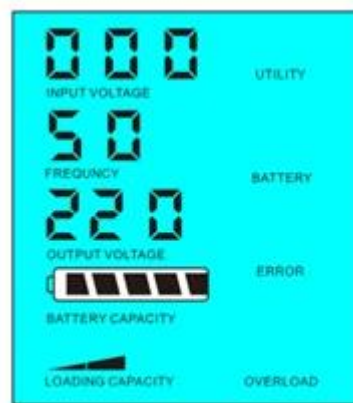 000
UTILITY
INPUT VOLTAGE
50
FREQUNCY
BATTERY
220
OUTPUT VOLTAGE
ERROR
BATTERY CAPACITY
LOADING CAPACITY
OVERLOAD